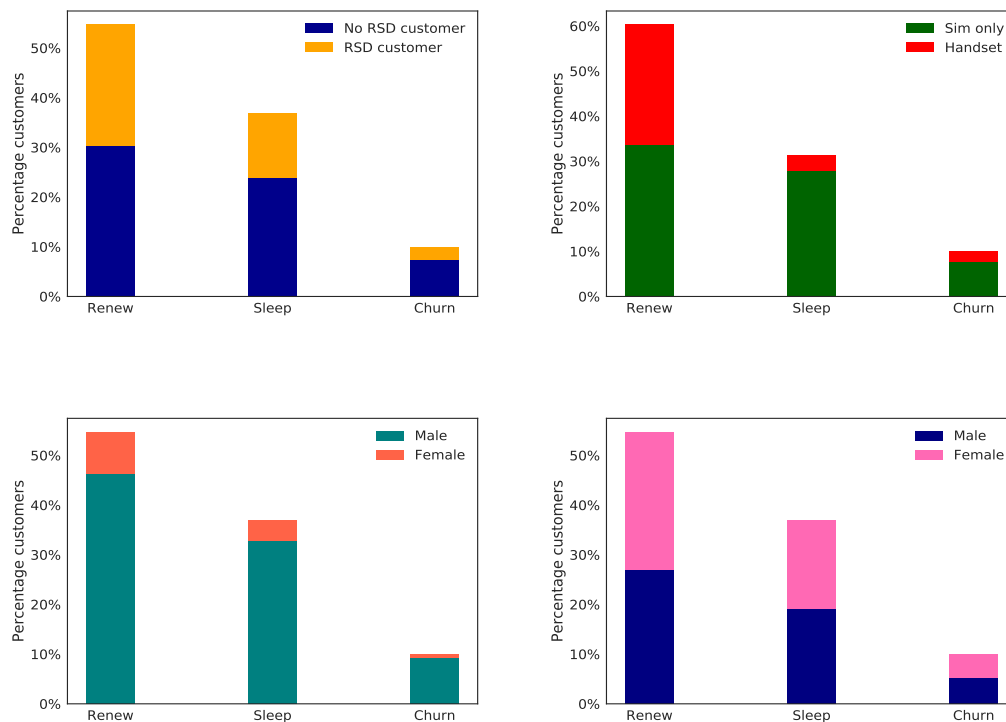 Percentage customers
50%
40%
30%
20%
10%
0%
No RSD customer
RSD customer
Renew
Sleep
Churn
Percentage customers
60%
50%
40%
30%
20%
10%
0%
Sim only
Handset
Renew
Sleep
Churn
Percentage customers
50%
40%
30%
20%
10%
0%
Male
Female
Renew
Sleep
Churn
Percentage customers
50%
40%
30%
20%
10%
0%
Male
Female
Renew
Sleep
Churn